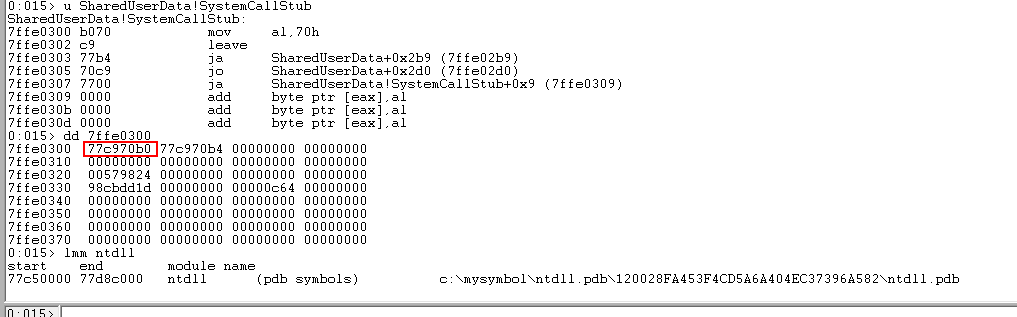 0:015> u SharedUserData!SystemCallStub
SharedUserData!SystemCallStub:
7ffe0300 b070 mov al,70h
7ffe0302 c9 leave
7ffe0303 77b4 ja SharedUserData+0x2b9 (7ffe02b9)
7ffe0305 70c9 jo SharedUserData+0x2d0 (7ffe02d0)
7ffe0307 7700 ja SharedUserData!SystemCallStub+0x9 (7ffe0309)
7ffe0309 0000 add byte ptr [eax],al
7ffe030b 0000 add byte ptr [eax],al
7ffe030d 0000 add byte ptr [eax],al
0:015> dd 7ffe0300
7ffe0300 77c970b0 77c970b4 00000000 00000000
7ffe0310 00000000 00000000 00000000 00000000
7ffe0320 00579824 00000000 00000000 00000000
7ffe0330 98cbdd1d 00000000 00000c64 00000000
7ffe0340 00000000 00000000 00000000 00000000
7ffe0350 00000000 00000000 00000000 00000000
7ffe0360 00000000 00000000 00000000 00000000
7ffe0370 00000000 00000000 00000000 00000000
0:015> lmm ntdll
start end module name
77c50000 77d8c000 ntdll (pdb symbols) c:\mysymbol\ntdll.pdb\120028FA453F4CD5A6A404EC37396A582\ntdll.pdb
0:015>